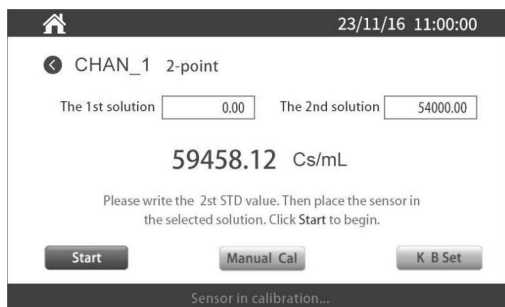 23/11/16 11:00:00
CHAN_1 2-point
The 1st solution 0.00 The 2nd solution 54000.00
59458.12 Cs/mL
Please write the 2st STD value. Then place the sensor in
the selected solution. Click Start to begin.
Start Manual Cal K B Set
Sensor in calibration...